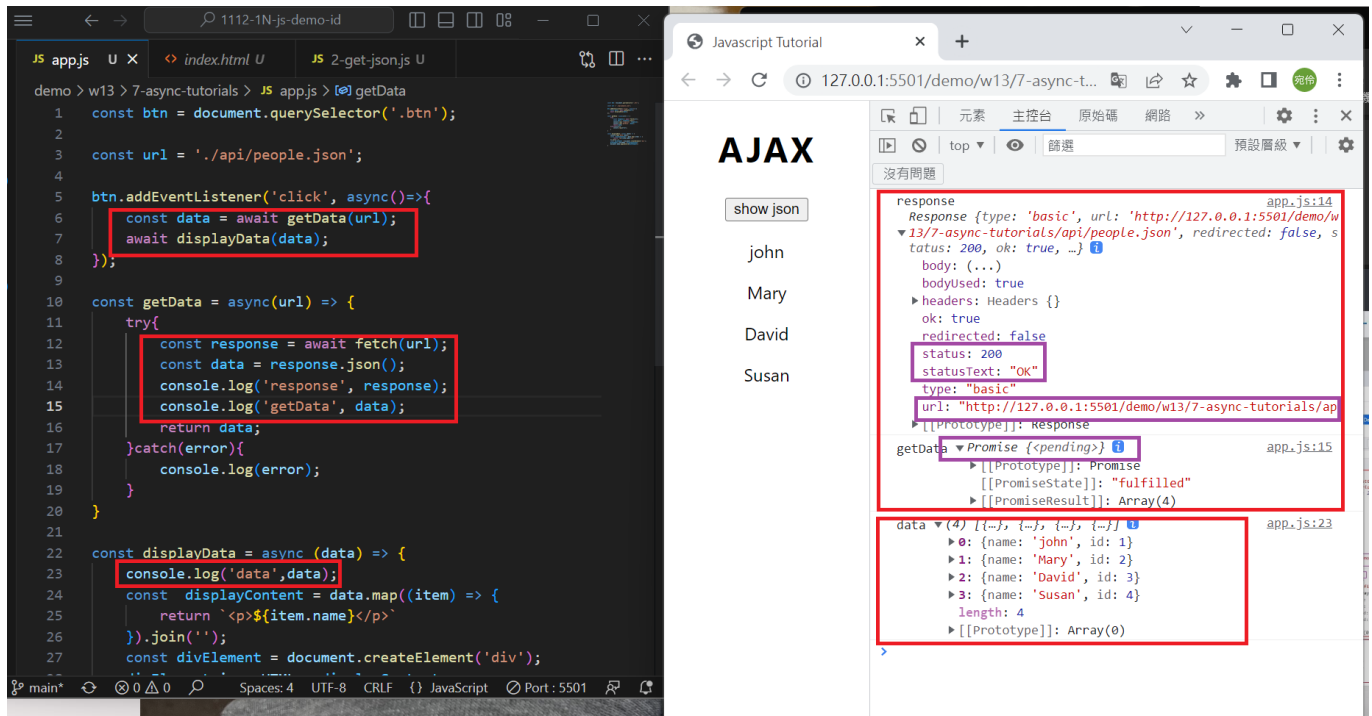 1112-1N-js-demo-id
JS app.js U
<> index.html U
JS 2-get-json.js U
demo > w13 > 7-async-tutorials > JS app.js > getData
1 const btn = document.querySelector('.btn');
2
3 const url = './api/people.json';
4
5 btn.addEventListener('click', async()=>{
6 const data = await getData(url);
7 await displayData(data);
8 });
9
10 const getData = async(url) => {
11 try{
12 const response = await fetch(url);
13 const data = response.json();
14 console.log('response', response);
15 console.log('getData', data);
16 return data;
17 }catch(error){
18 console.log(error);
19 }
20 }
21
22 const displayData = async (data) => {
23 console.log('data',data);
24 const displayContent = data.map((item) => {
25 return `<p>${item.name}</p>`
26 }).join('');
27 const divElement = document.createElement('div');
main* 0 0 Spaces: 4 UTF-8 CRLF {} JavaScript Port : 5501
Javascript Tutorial
127.0.0.1:5501/demo/w13/7-async-t...
宛伶
AJAX
show json
john
Mary
David
Susan
元素 主控台 原始碼 網路 »
top ▼ 篩選 預設層級 ▼
沒有問題
response app.js:14
Response {type: 'basic', url: 'http://127.0.0.1:5501/demo/w
13/7-async-tutorials/api/people.json', redirected: false, s
tatus: 200, ok: true, …}
body: (...)
bodyUsed: true
headers: Headers {}
ok: true
redirected: false
status: 200
statusText: "OK"
type: "basic"
url: "http://127.0.0.1:5501/demo/w13/7-async-tutorials/ap
[[Prototype]]: Response
getData Promise {<pending>} app.js:15
[[Prototype]]: Promise
[[PromiseState]]: "fulfilled"
[[PromiseResult]]: Array(4)
data (4) [{…}, {…}, {…}, {…}] app.js:23
0: {name: 'john', id: 1}
1: {name: 'Mary', id: 2}
2: {name: 'David', id: 3}
3: {name: 'Susan', id: 4}
length: 4
[[Prototype]]: Array(0)